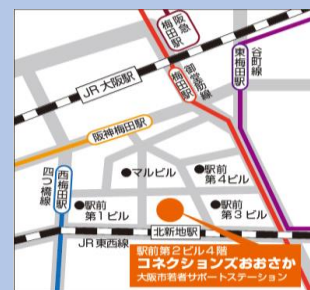 阪急
梅田駅
谷町線
東梅田駅
御堂筋線
梅田駅
JR 大阪駅
阪神梅田駅
西梅田駅
四つ橋線
●マルビル
●駅前
第4ビル
●駅前
第1ビル
●駅前
第3ビル
北新地駅
JR 東西線
駅前第2ビル4階
コネクションズおおさか
大阪市若者サポートステーション